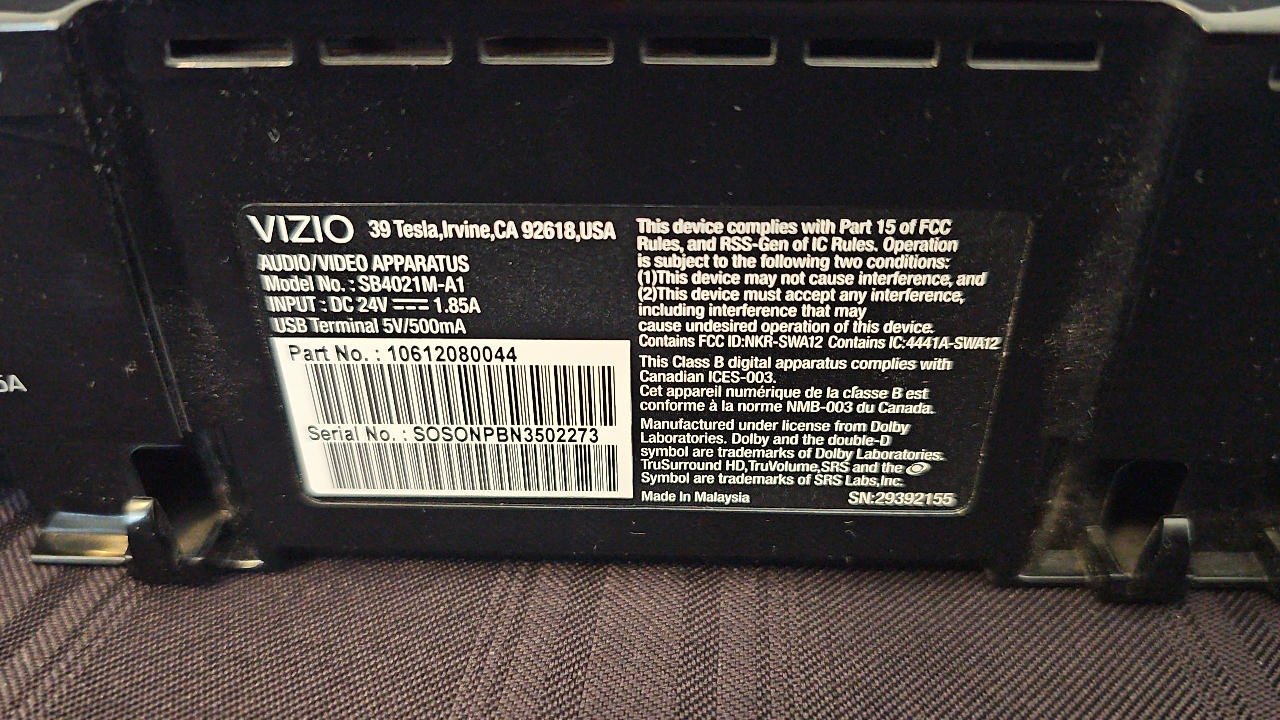 VIZIO 39 Tesla,Irvine,CA 92618,USA
AUDIO/VIDEO APPARATUS
Model No. : SB4021M-A1
INPUT : DC 24V ⎓ 1.85A
USB Terminal 5V/500mA
Part No. : 10612080044
Serial No. : SOSONPBN3502273
This device complies with Part 15 of FCC
Rules, and RSS-Gen of IC Rules. Operation
is subject to the following two conditions:
(1)This device may not cause interference, and
(2)This device must accept any interference,
including interference that may
cause undesired operation of this device.
Contains FCC ID:NKR-SWA12 Contains IC:4441A-SWA12
This Class B digital apparatus complies with
Canadian ICES-003.
Cet appareil numérique de la classe B est
conforme à la norme NMB-003 du Canada.
Manufactured under license from Dolby
Laboratories. Dolby and the double-D
symbol are trademarks of Dolby Laboratories.
TruSurround HD,TruVolume,SRS and the
Symbol are trademarks of SRS Labs,Inc.
Made In Malaysia SN:29392155